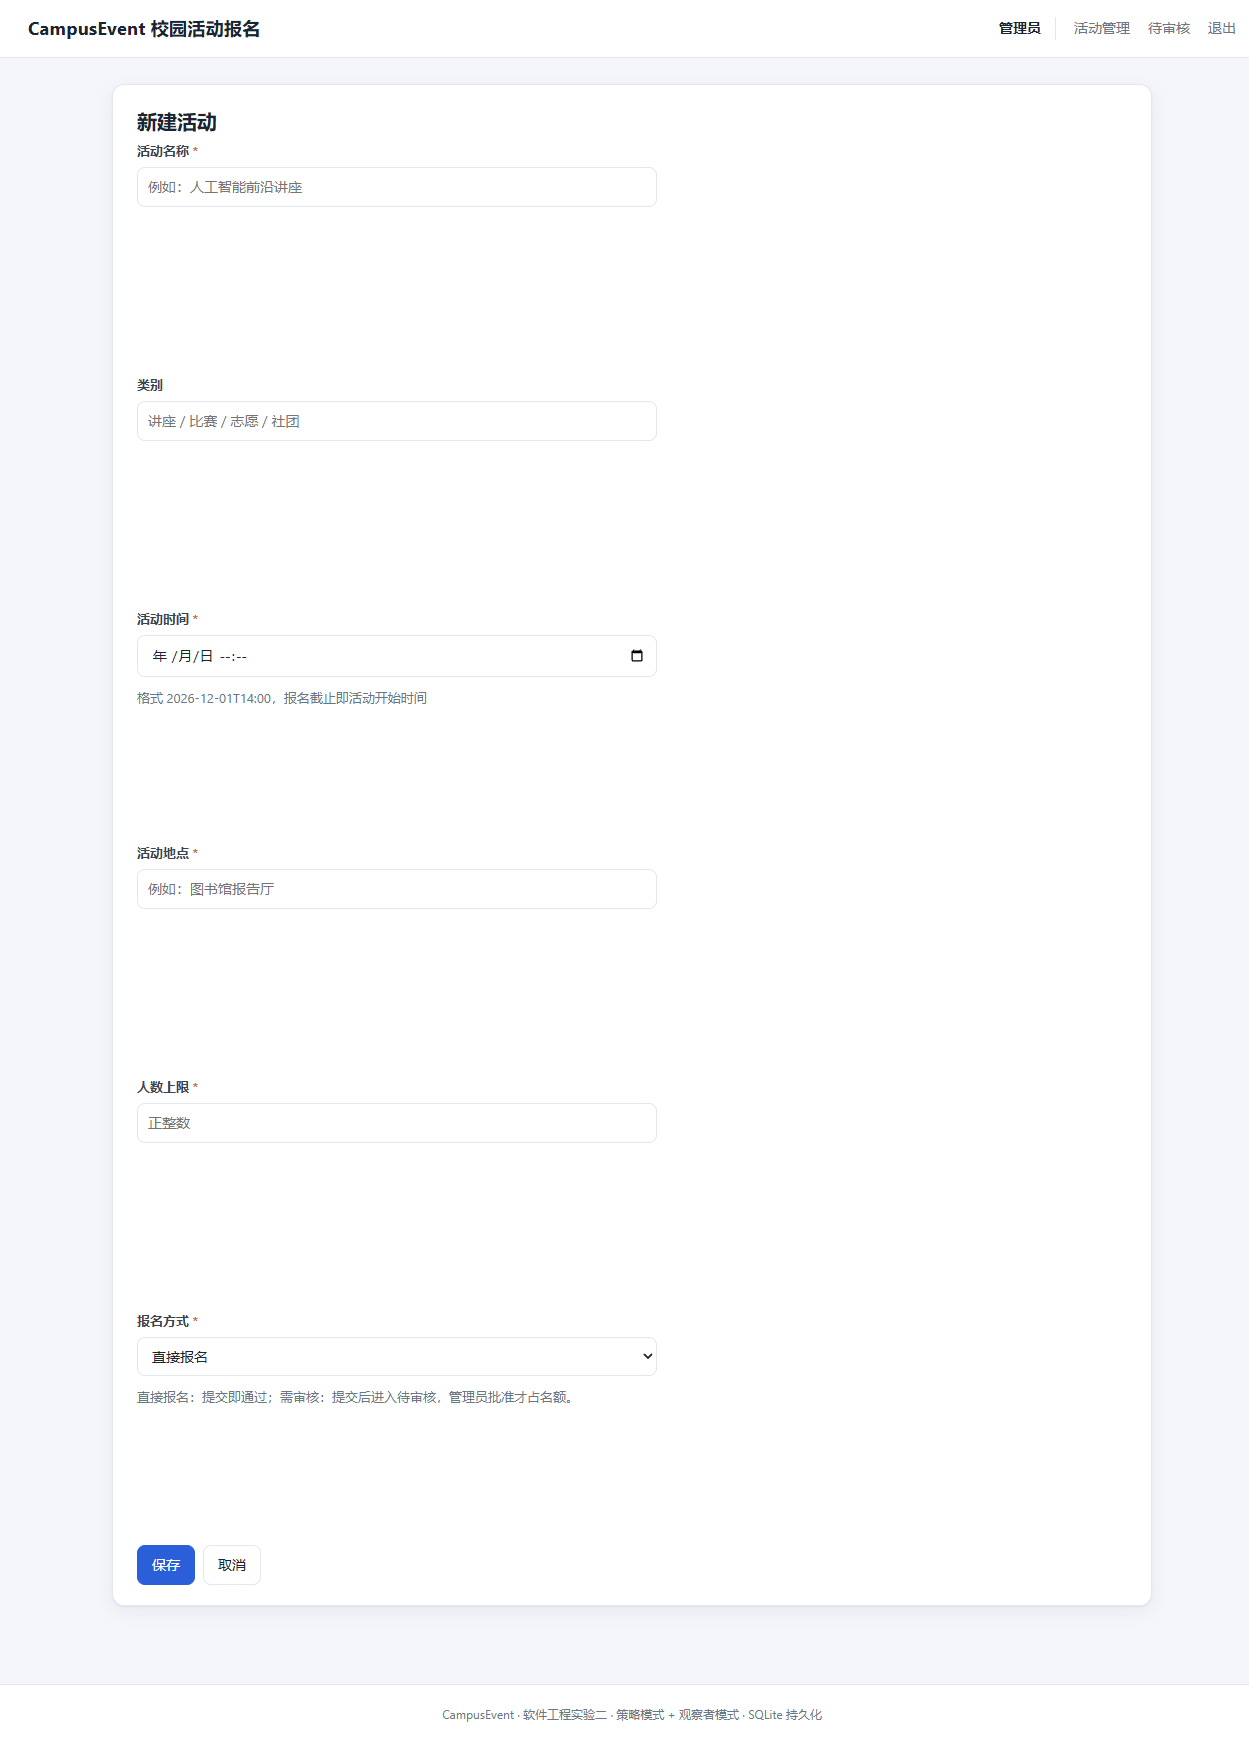 CampusEvent 校园活动报名
管理员 活动管理 待审核 退出
新建活动
活动名称 *
例如：人工智能前沿讲座
类别
讲座 / 比赛 / 志愿 / 社团
活动时间 *
年 /月/日 --:--
格式 2026-12-01T14:00，报名截止即活动开始时间
活动地点 *
例如：图书馆报告厅
人数上限 *
正整数
报名方式 *
直接报名
直接报名：提交即通过；需审核：提交后进入待审核，管理员批准才占名额。
保存 取消
CampusEvent · 软件工程实验二 · 策略模式 + 观察者模式 · SQLite 持久化